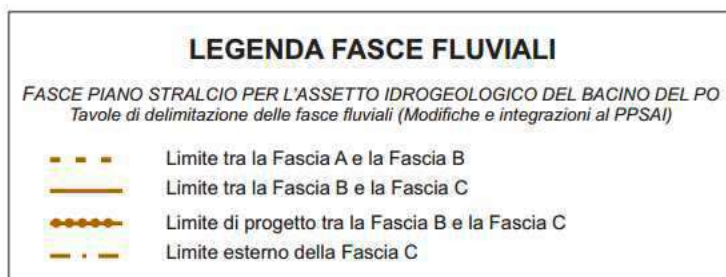 LEGENDA FASCE FLUVIALI
FASCE PIANO STRALCIO PER L'ASSETTO IDROGEOLOGICO DEL BACINO DEL PO
Tavole di delimitazione delle fasce fluviali (Modifiche e integrazioni al PPSAI)
Limite tra la Fascia A e la Fascia B
Limite tra la Fascia B e la Fascia C
Limite di progetto tra la Fascia B e la Fascia C
Limite esterno della Fascia C